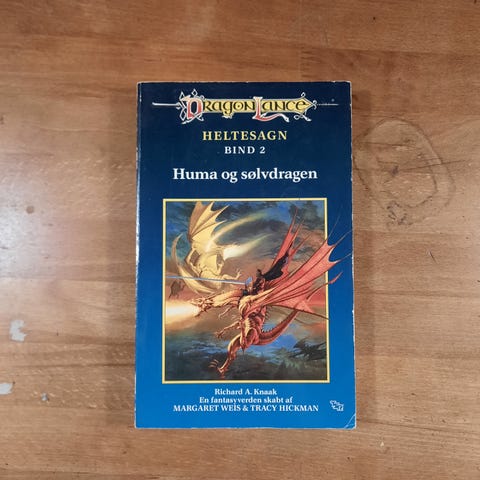 DRAGONLANCE
HELTESAGN
BIND 2
Huma og sølvdragen
Richard A. Knaak
En fantasyverden skabt af
MARGARET WEIS & TRACY HICKMAN